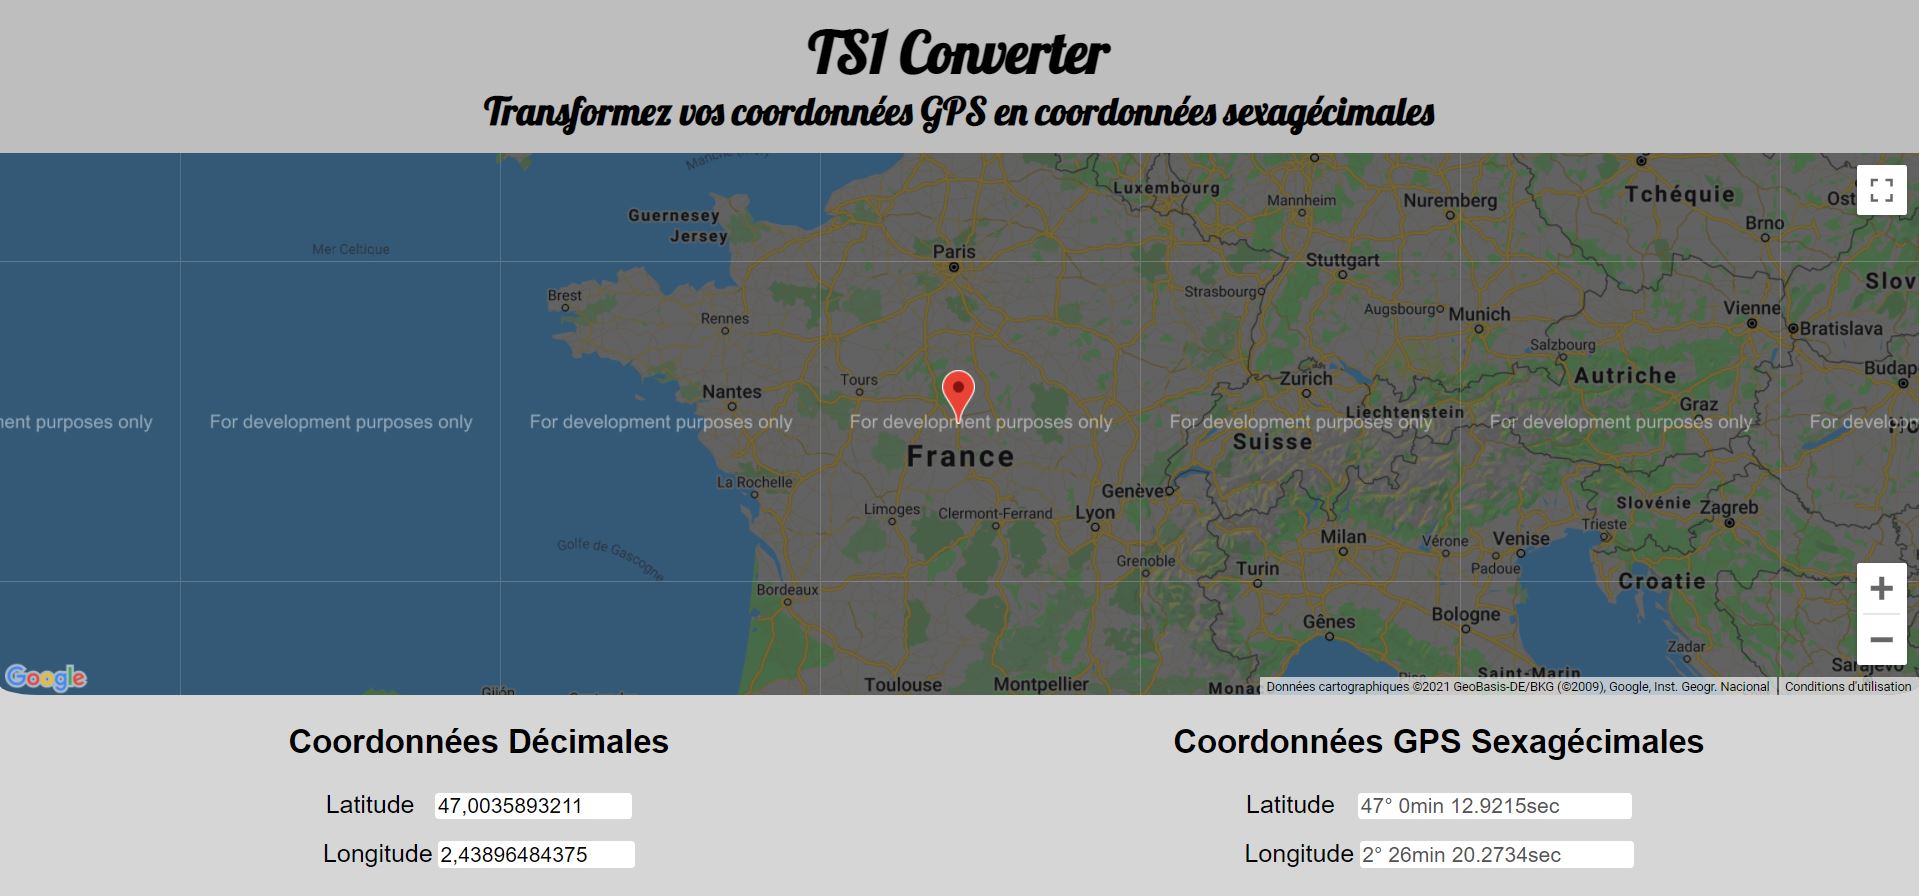 TS1 Converter
Transformez vos coordonnées GPS en coordonnées sexagécimales
Luxembourg
Mannheim
Nuremberg
Tchéquie
Ost
Guernesey
Jersey
Brno
Mer Celtique
Paris
Stuttgart
Slov
Brest
Strasbourg
Rennes
Augsbourg
Munich
Vienne
Bratislava
Salzbourg
Tours
Zurich
Autriche
Budap
Nantes
Liechtenstein
Graz
ment purposes only
For development purposes only
For development purposes only
For development purposes only
For development purposes only
For development purposes only
For develop
Suisse
France
La Rochelle
Genève
Limoges
Clermont-Ferrand
Lyon
Slovénie
Zagreb
Trieste
Golfe de Gascogne
Milan
Vérone
Venise
Grenoble
Turin
Padoue
Croatie
Bordeaux
Gênes
Bologne
Zadar
Sarajevo
Google
Toulouse
Montpellier
Monac
Saint-Marin
Gijón
Données cartographiques ©2021 GeoBasis-DE/BKG (©2009), Google, Inst. Geogr. Nacional
Conditions d'utilisation
Coordonnées Décimales
Latitude 47,0035893211
Longitude 2,43896484375
Coordonnées GPS Sexagécimales
Latitude 47° 0min 12.9215sec
Longitude 2° 26min 20.2734sec